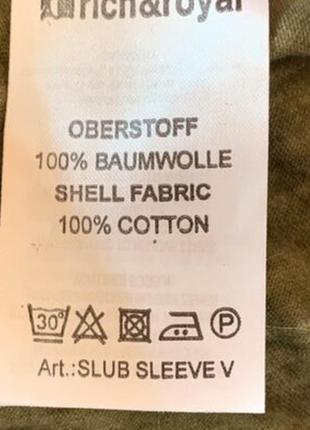 rich&royal
OBERSTOFF
100% BAUMWOLLE
SHELL FABRIC
100% COTTON
30°
P
Art.:SLUB SLEEVE V